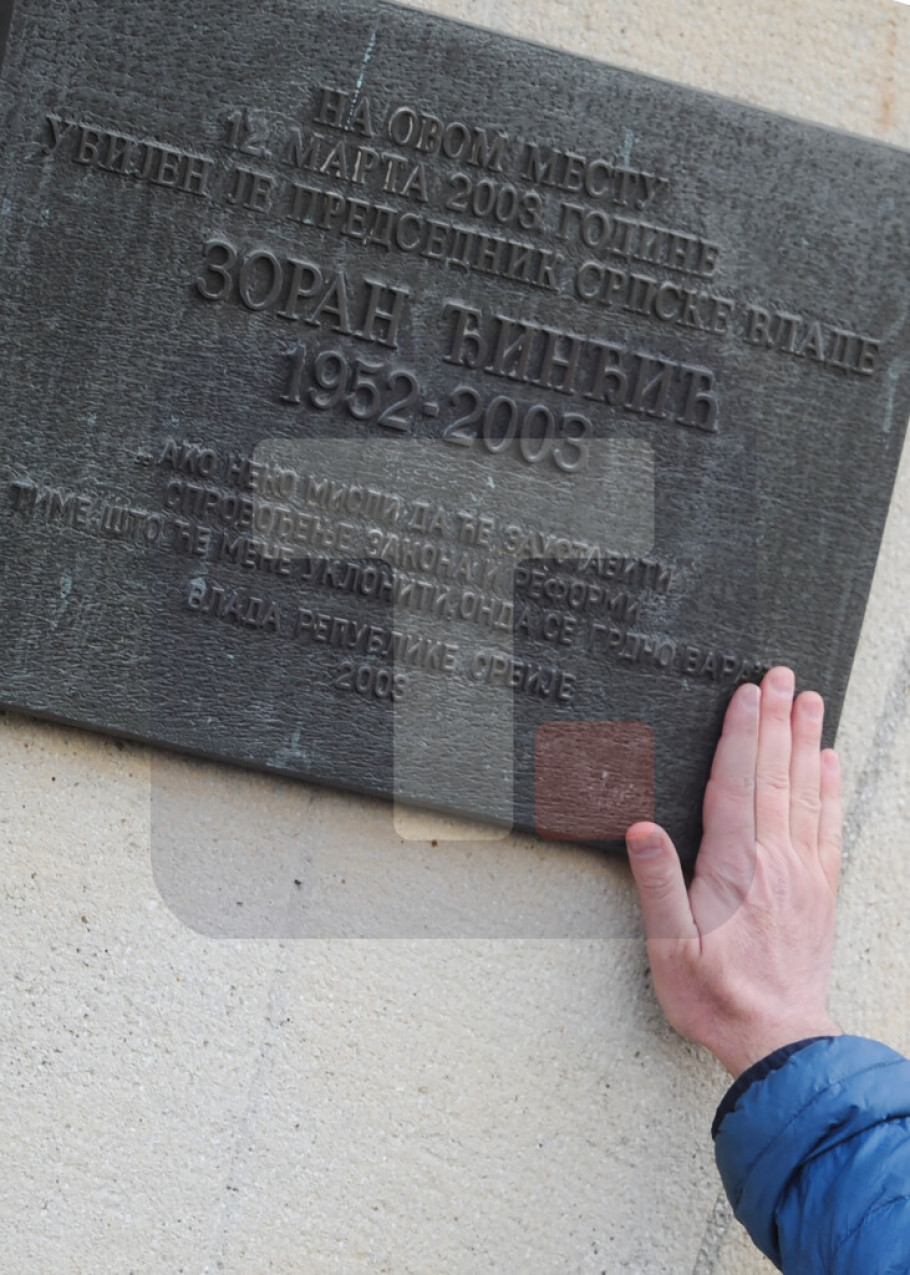 НА ОВОМ МЕСТУ
12. МАРТА 2003. ГОДИНЕ
УБИЈЕН ЈЕ ПРЕДСЕДНИК СРПСКЕ ВЛАДЕ
ЗОРАН ЂИНЂИЋ
1952-2003
„АКО НЕКО МИСЛИ ДА ЋЕ ЗАУСТАВИТИ
СПРОВОЂЕЊЕ ЗАКОНА И РЕФОРМИ
ТИМЕ ШТО ЋЕ МЕНЕ УКЛОНИТИ, ОНДА СЕ ГРДНО
ВЛАДА РЕПУБЛИКЕ СРБИЈЕ
2003